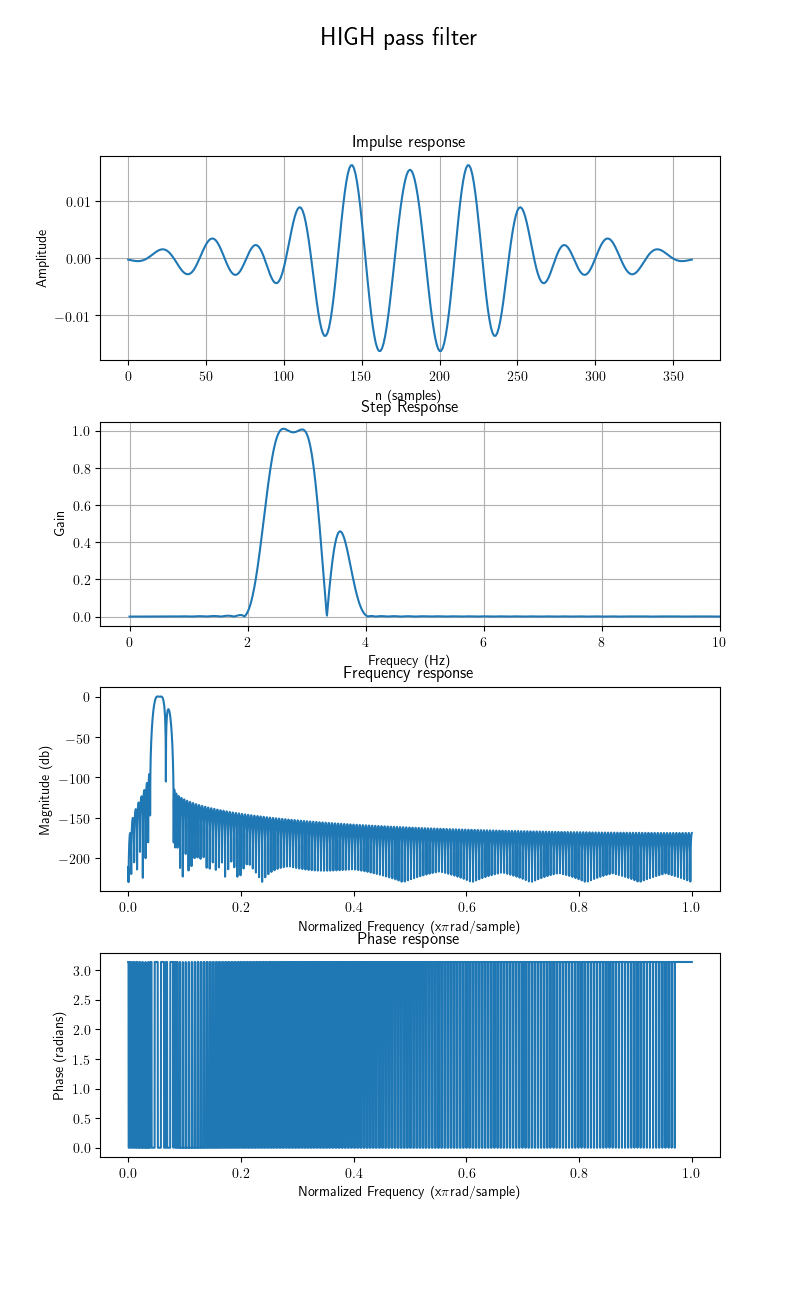 HIGH pass filter
Impulse response
Amplitude
0.01
0.00
−0.01
0 50 100 150 200 250 300 350
n (samples)
Step Response
Gain
1.0
0.8
0.6
0.4
0.2
0.0
0 2 4 6 8 10
Frequecy (Hz)
Frequency response
Magnitude (db)
0
−50
−100
−150
−200
0.0 0.2 0.4 0.6 0.8 1.0
Normalized Frequency (xπrad/sample)
Phase response
Phase (radians)
3.0
2.5
2.0
1.5
1.0
0.5
0.0
0.0 0.2 0.4 0.6 0.8 1.0
Normalized Frequency (xπrad/sample)